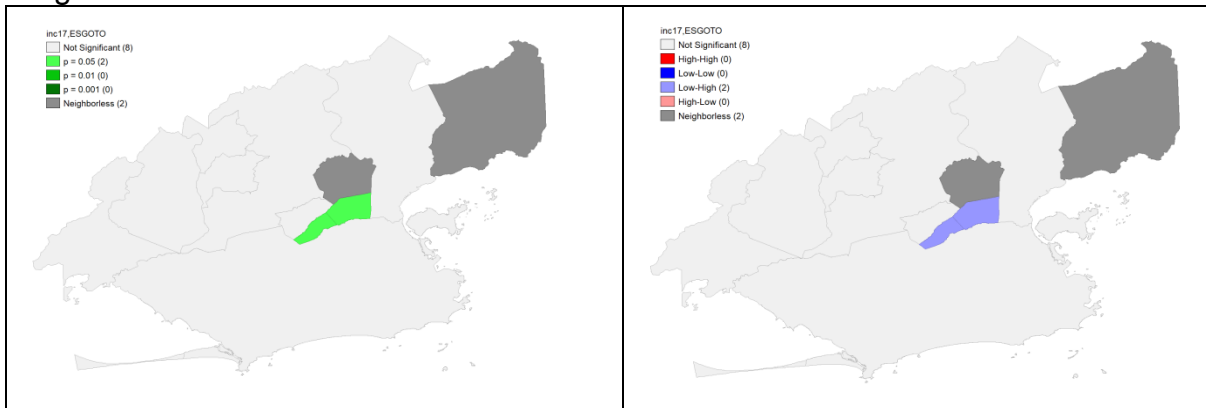 inc17,ESGOTO
Not Significant (8)
p = 0.05 (2)
p = 0.01 (0)
p = 0.001 (0)
Neighborless (2)
inc17,ESGOTO
Not Significant (8)
High-High (0)
Low-Low (0)
Low-High (2)
High-Low (0)
Neighborless (2)